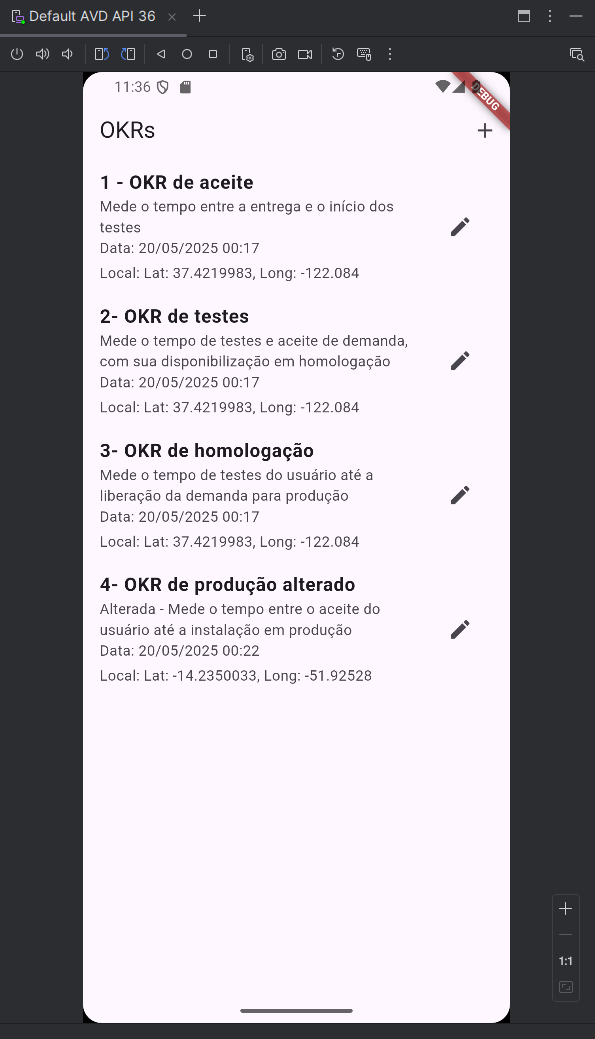 Default AVD API 36
11:36
DEBUG
OKRs
1 - OKR de aceite
Mede o tempo entre a entrega e o início dos
testes
Data: 20/05/2025 00:17
Local: Lat: 37.4219983, Long: -122.084
2- OKR de testes
Mede o tempo de testes e aceite de demanda,
com sua disponibilização em homologação
Data: 20/05/2025 00:17
Local: Lat: 37.4219983, Long: -122.084
3- OKR de homologação
Mede o tempo de testes do usuário até a
liberação da demanda para produção
Data: 20/05/2025 00:17
Local: Lat: 37.4219983, Long: -122.084
4- OKR de produção alterado
Alterada - Mede o tempo entre o aceite do
usuário até a instalação em produção
Data: 20/05/2025 00:22
Local: Lat: -14.2350033, Long: -51.92528
1:1